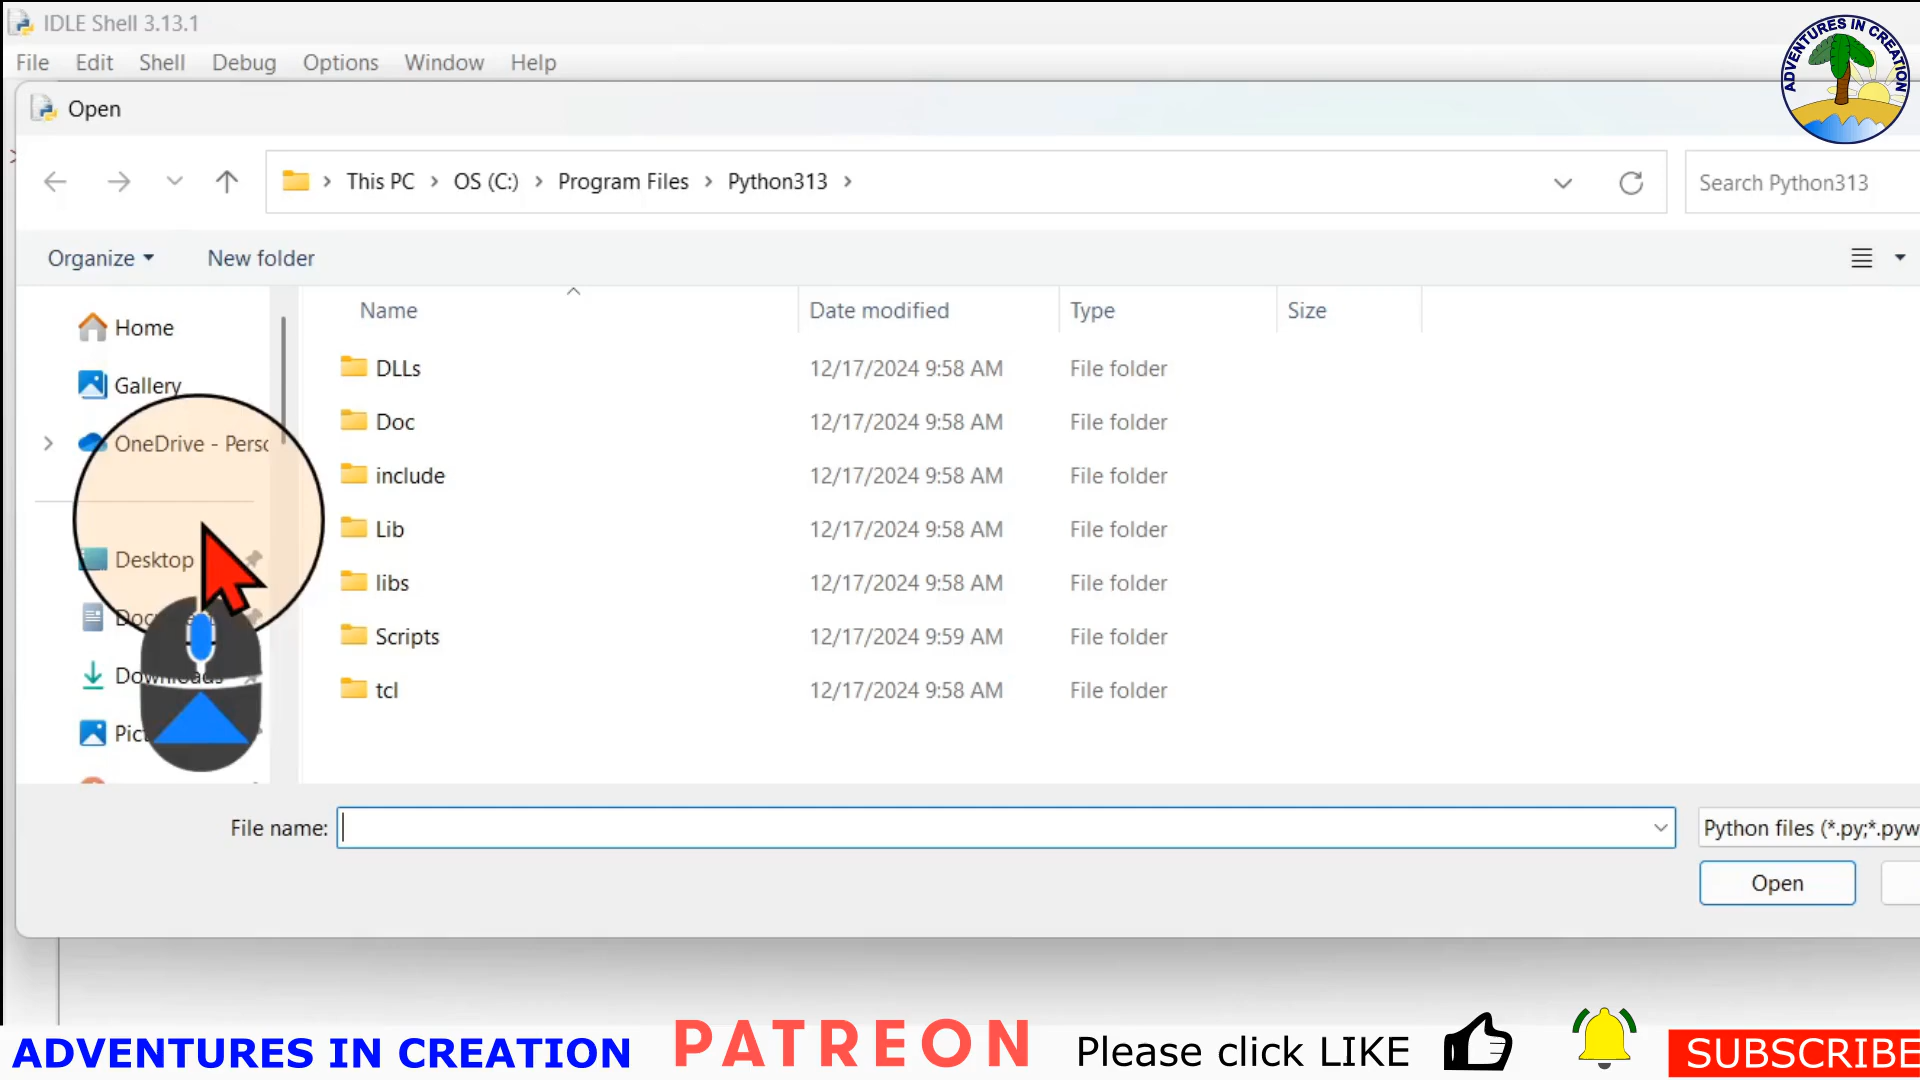 IDLE Shell 3.13.1
File Edit Shell Debug Options Window Help
ADVENTURES IN CREATION
Open
This PC OS (C:) Program Files Python313
Search Python313
Organize New folder
Name Date modified Type Size
Home
Gallery
OneDrive - Perso
Desktop
Downloads
DLLs 12/17/2024 9:58 AM File folder
Doc 12/17/2024 9:58 AM File folder
include 12/17/2024 9:58 AM File folder
Lib 12/17/2024 9:58 AM File folder
libs 12/17/2024 9:58 AM File folder
Scripts 12/17/2024 9:59 AM File folder
tcl 12/17/2024 9:58 AM File folder
File name:
Python files (*.py;*.pyw
Open
ADVENTURES IN CREATION PATREON Please click LIKE SUBSCRIBE